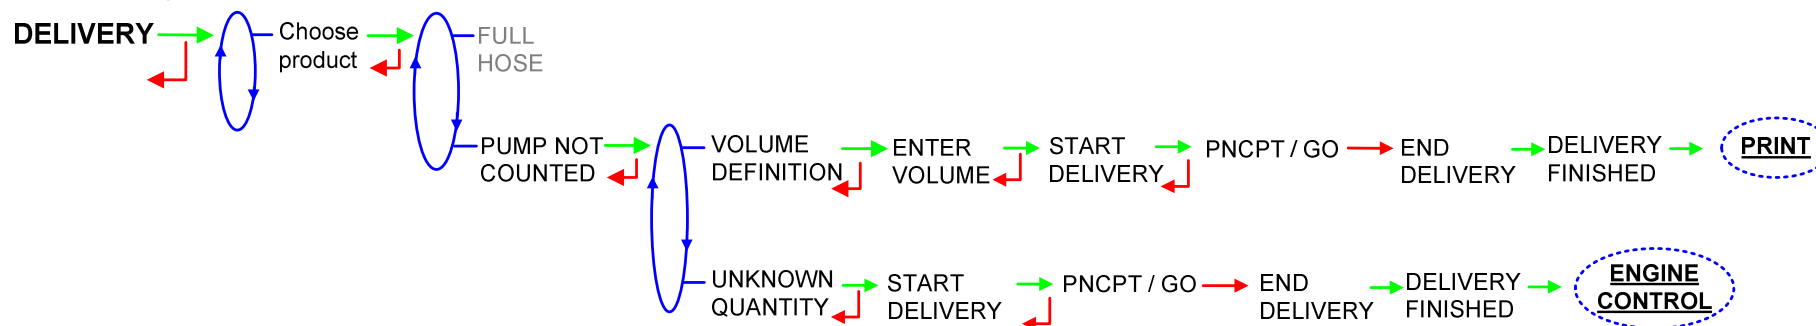 DELIVERY
Choose
product
FULL
HOSE
PUMP NOT
COUNTED
VOLUME
DEFINITION
ENTER
VOLUME
START
DELIVERY
PNCPT / GO
END
DELIVERY
DELIVERY
FINISHED
PRINT
UNKNOWN
QUANTITY
START
DELIVERY
PNCPT / GO
END
DELIVERY
DELIVERY
FINISHED
ENGINE
CONTROL